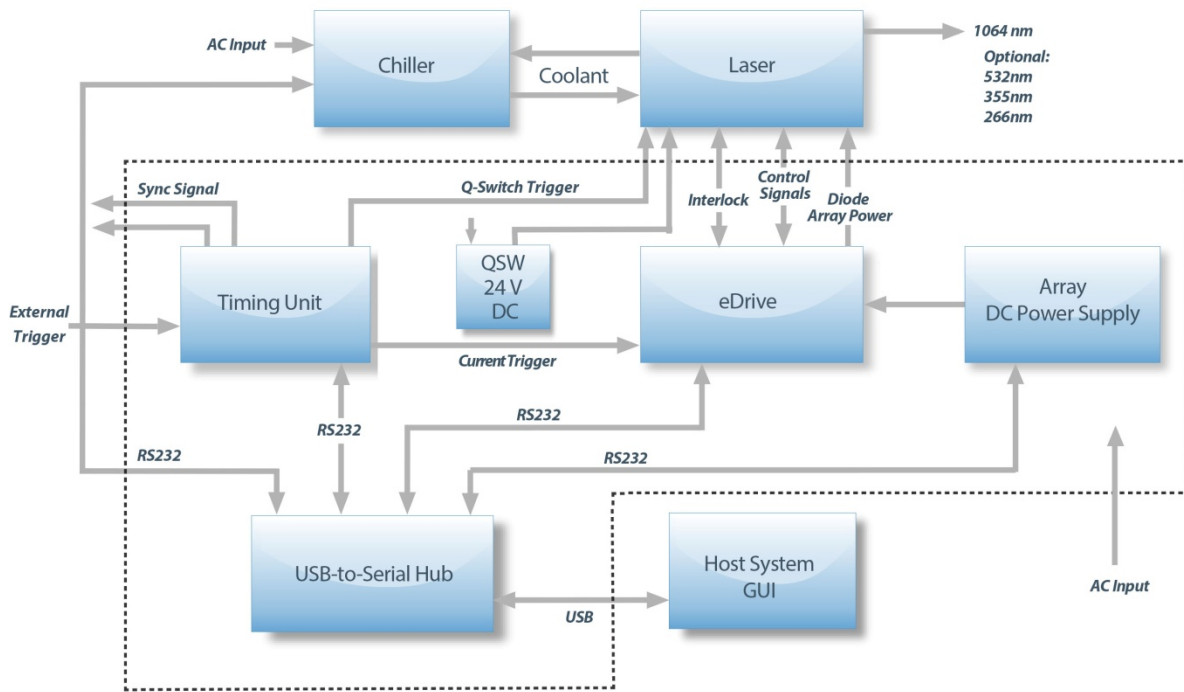 AC Input
Chiller
Coolant
Laser
1064 nm
Optional:
532nm
355nm
266nm
Sync Signal
Q-Switch Trigger
Interlock
Control
Signals
Diode
Array Power
External
Trigger
Timing Unit
QSW
24 V
DC
eDrive
Array
DC Power Supply
Current Trigger
RS232
RS232
RS232
RS232
USB-to-Serial Hub
USB
Host System
GUI
AC Input